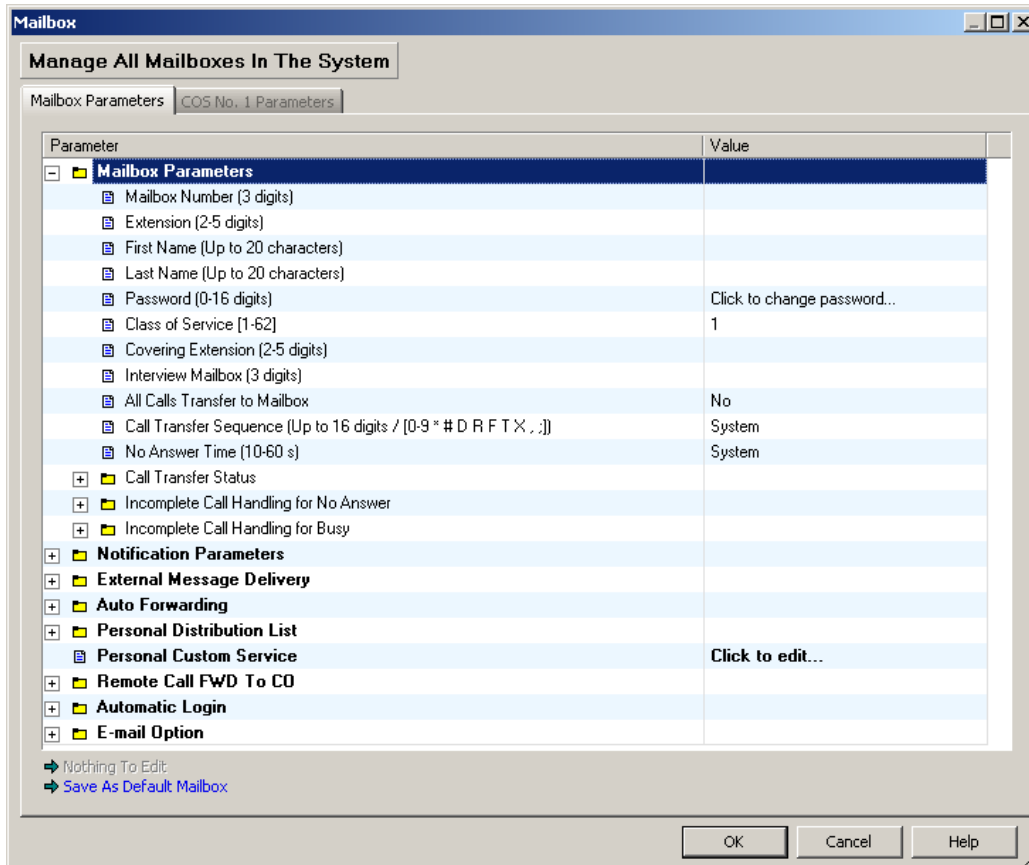 Mailbox
Manage All Mailboxes In The System
Mailbox Parameters COS No. 1 Parameters
Parameter Value
Mailbox Parameters
Mailbox Number (3 digits)
Extension (2-5 digits)
First Name (Up to 20 characters)
Last Name (Up to 20 characters)
Password (0-16 digits) Click to change password...
Class of Service [1-62] 1
Covering Extension (2-5 digits)
Interview Mailbox (3 digits)
All Calls Transfer to Mailbox No
Call Transfer Sequence (Up to 16 digits / [0-9 * # D R F T X , ;]) System
No Answer Time (10-60 s) System
Call Transfer Status
Incomplete Call Handling for No Answer
Incomplete Call Handling for Busy
Notification Parameters
External Message Delivery
Auto Forwarding
Personal Distribution List
Personal Custom Service Click to edit...
Remote Call FWD To CO
Automatic Login
E-mail Option
Nothing To Edit
Save As Default Mailbox
OK Cancel Help